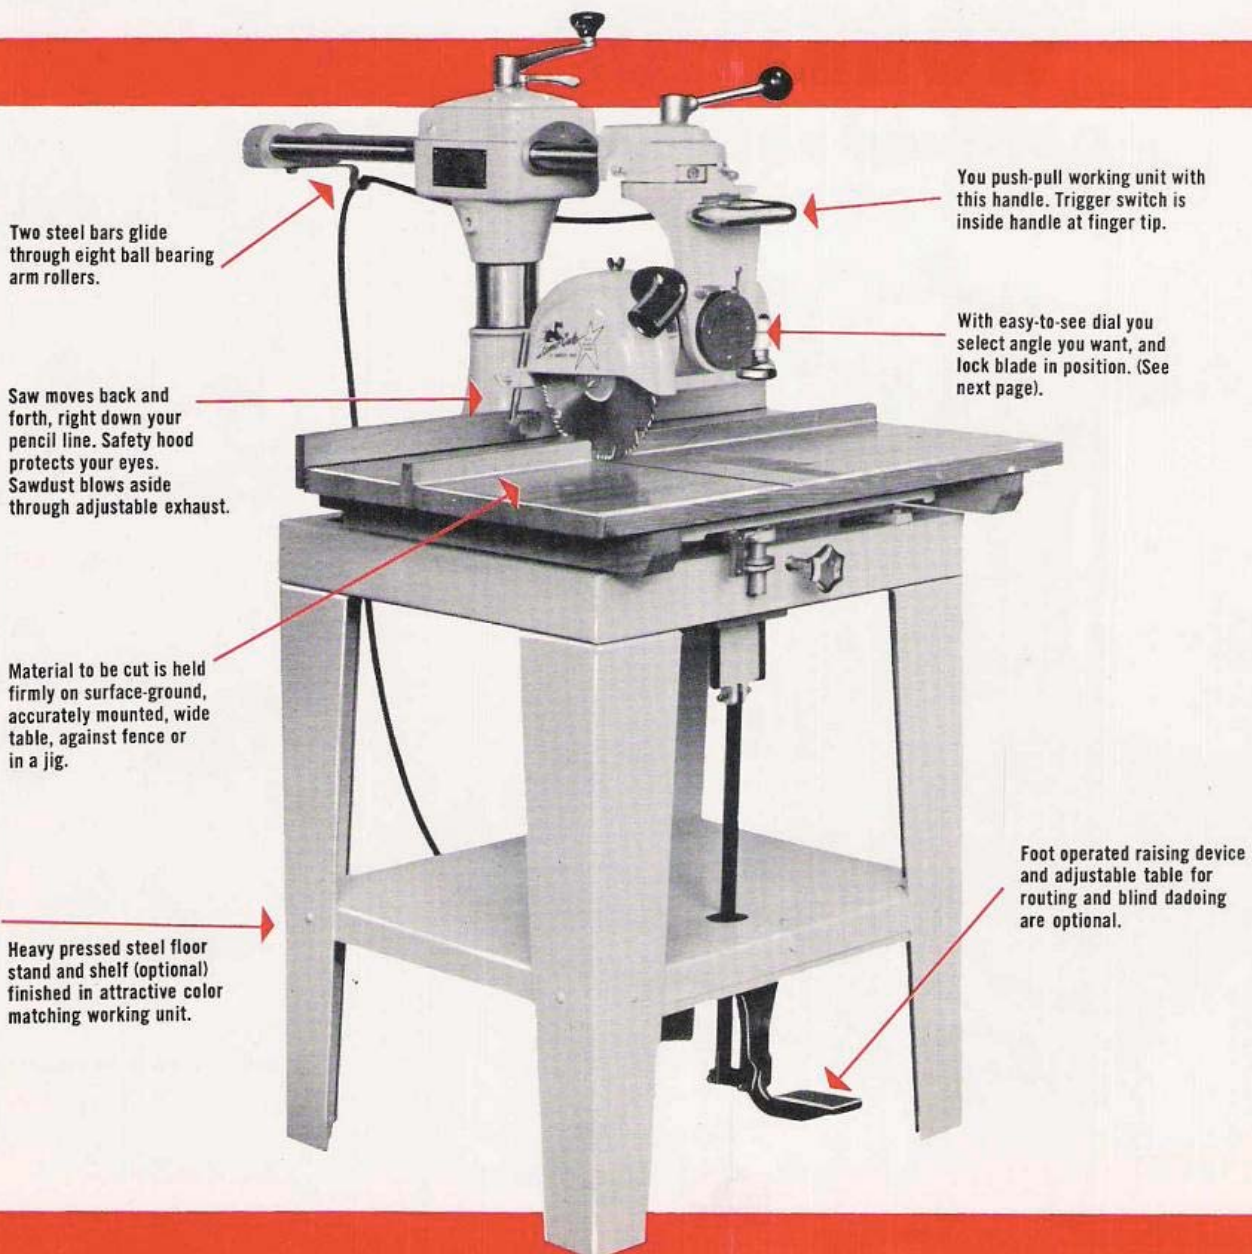 Two steel bars glide
through eight ball bearing
arm rollers.
Saw moves back and
forth, right down your
pencil line. Safety hood
protects your eyes.
Sawdust blows aside
through adjustable exhaust.
Material to be cut is held
firmly on surface-ground,
accurately mounted, wide
table, against fence or
in a jig.
Heavy pressed steel floor
stand and shelf (optional)
finished in attractive color
matching working unit.
You push-pull working unit with
this handle. Trigger switch is
inside handle at finger tip.
With easy-to-see dial you
select angle you want, and
lock blade in position. (See
next page).
Foot operated raising device
and adjustable table for
routing and blind dadoing
are optional.